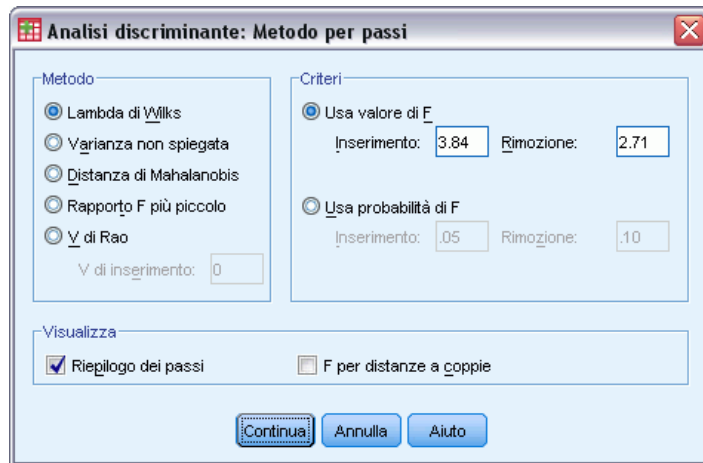 Analisi discriminante: Metodo per passi
Metodo
Lambda di Wilks
Varianza non spiegata
Distanza di Mahalanobis
Rapporto F più piccolo
V di Rao
V di inserimento: 0
Criteri
Usa valore di F
Inserimento: 3.84 Rimozione: 2.71
Usa probabilità di F
Inserimento: .05 Rimozione: .10
Visualizza
Riepilogo dei passi F per distanze a coppie
Continua Annulla Aiuto